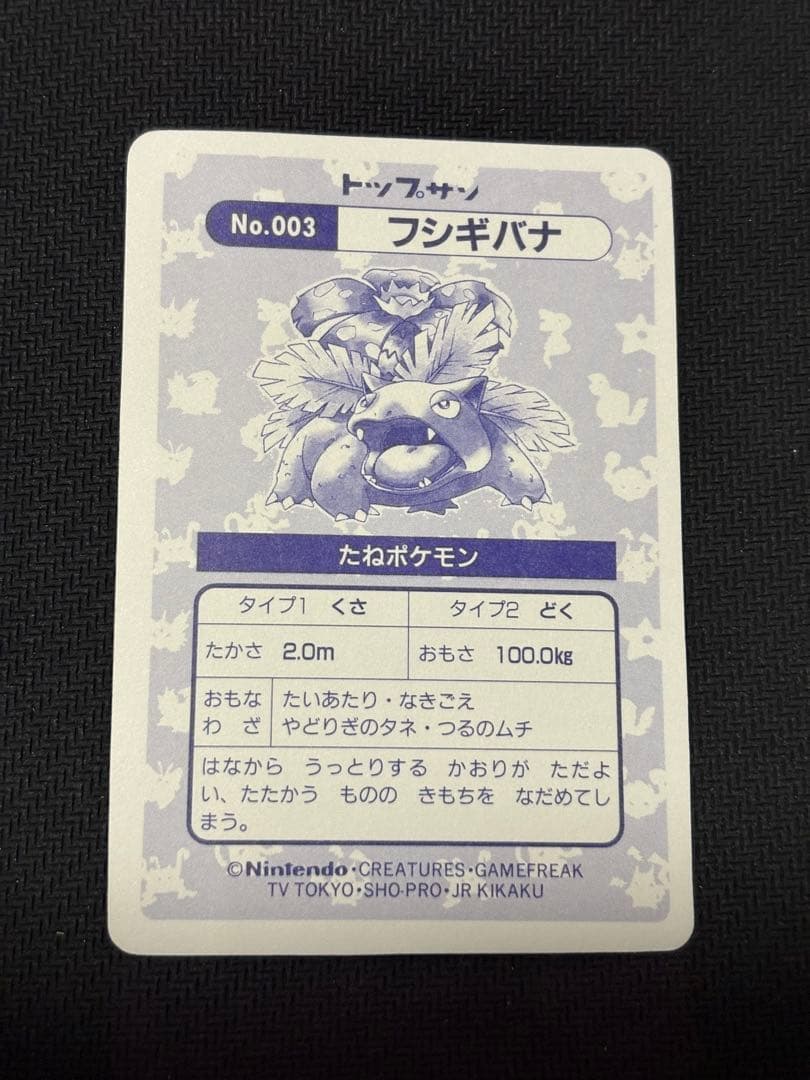 トップサン
No.003 フシギバナ
たねポケモン
タイプ1 くさ タイプ2 どく
たかさ 2.0m おもさ 100.0kg
おもな たいあたり・なきごえ
わ ざ やどりぎのタネ・つるのムチ
はなから うっとりする かおりが ただよ
い、たたかう ものの きもちを なだめてし
まう。
©Nintendo・CREATURES・GAMEFREAK
TV TOKYO・SHO-PRO・JR KIKAKU